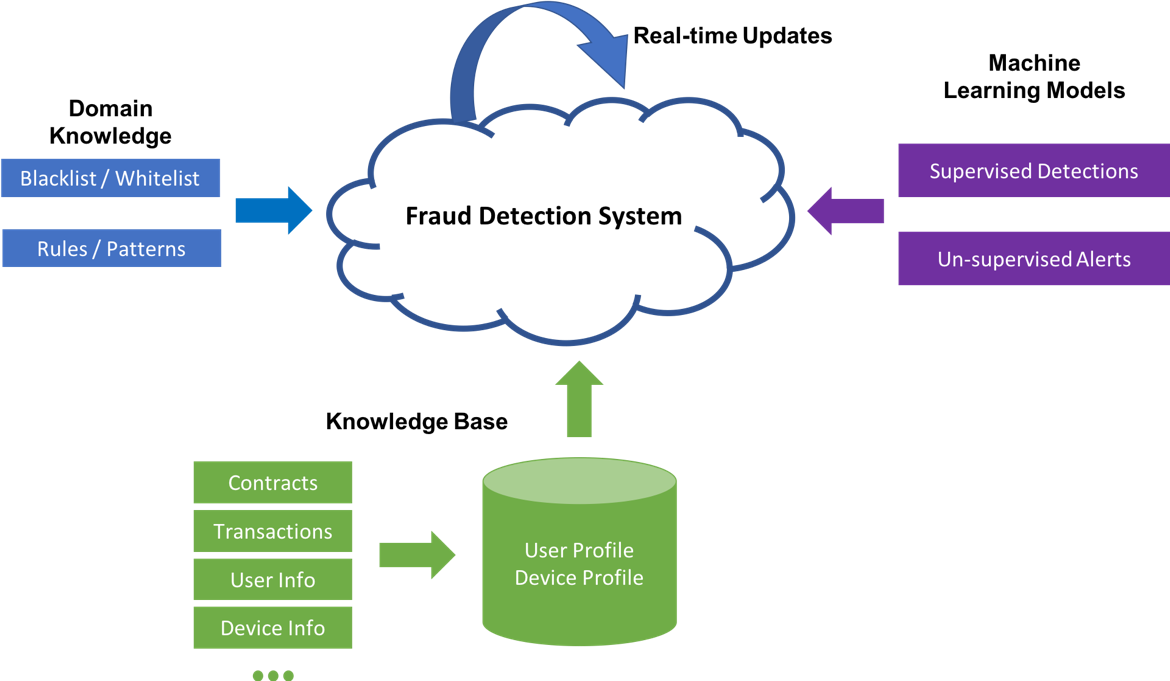 Real-time Updates
Domain
Knowledge
Blacklist / Whitelist
Rules / Patterns
Fraud Detection System
Machine
Learning Models
Supervised Detections
Un-supervised Alerts
Knowledge Base
Contracts
Transactions
User Info
Device Info
User Profile
Device Profile